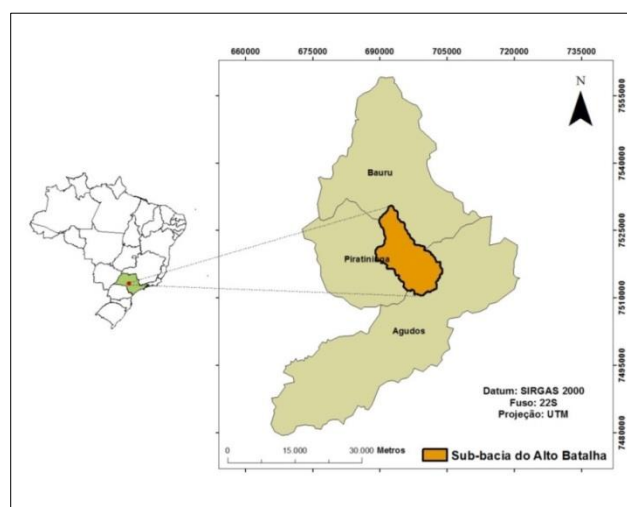 660000 675000 690000 705000 720000 735000
N
7555000
7540000
7525000
7510000
7495000
7480000
Bauru
Piratininga
Agudos
Datum: SIRGAS 2000
Fuso: 22S
Projeção: UTM
0 15.000 30.000 Metros
Sub-bacia do Alto Batalha